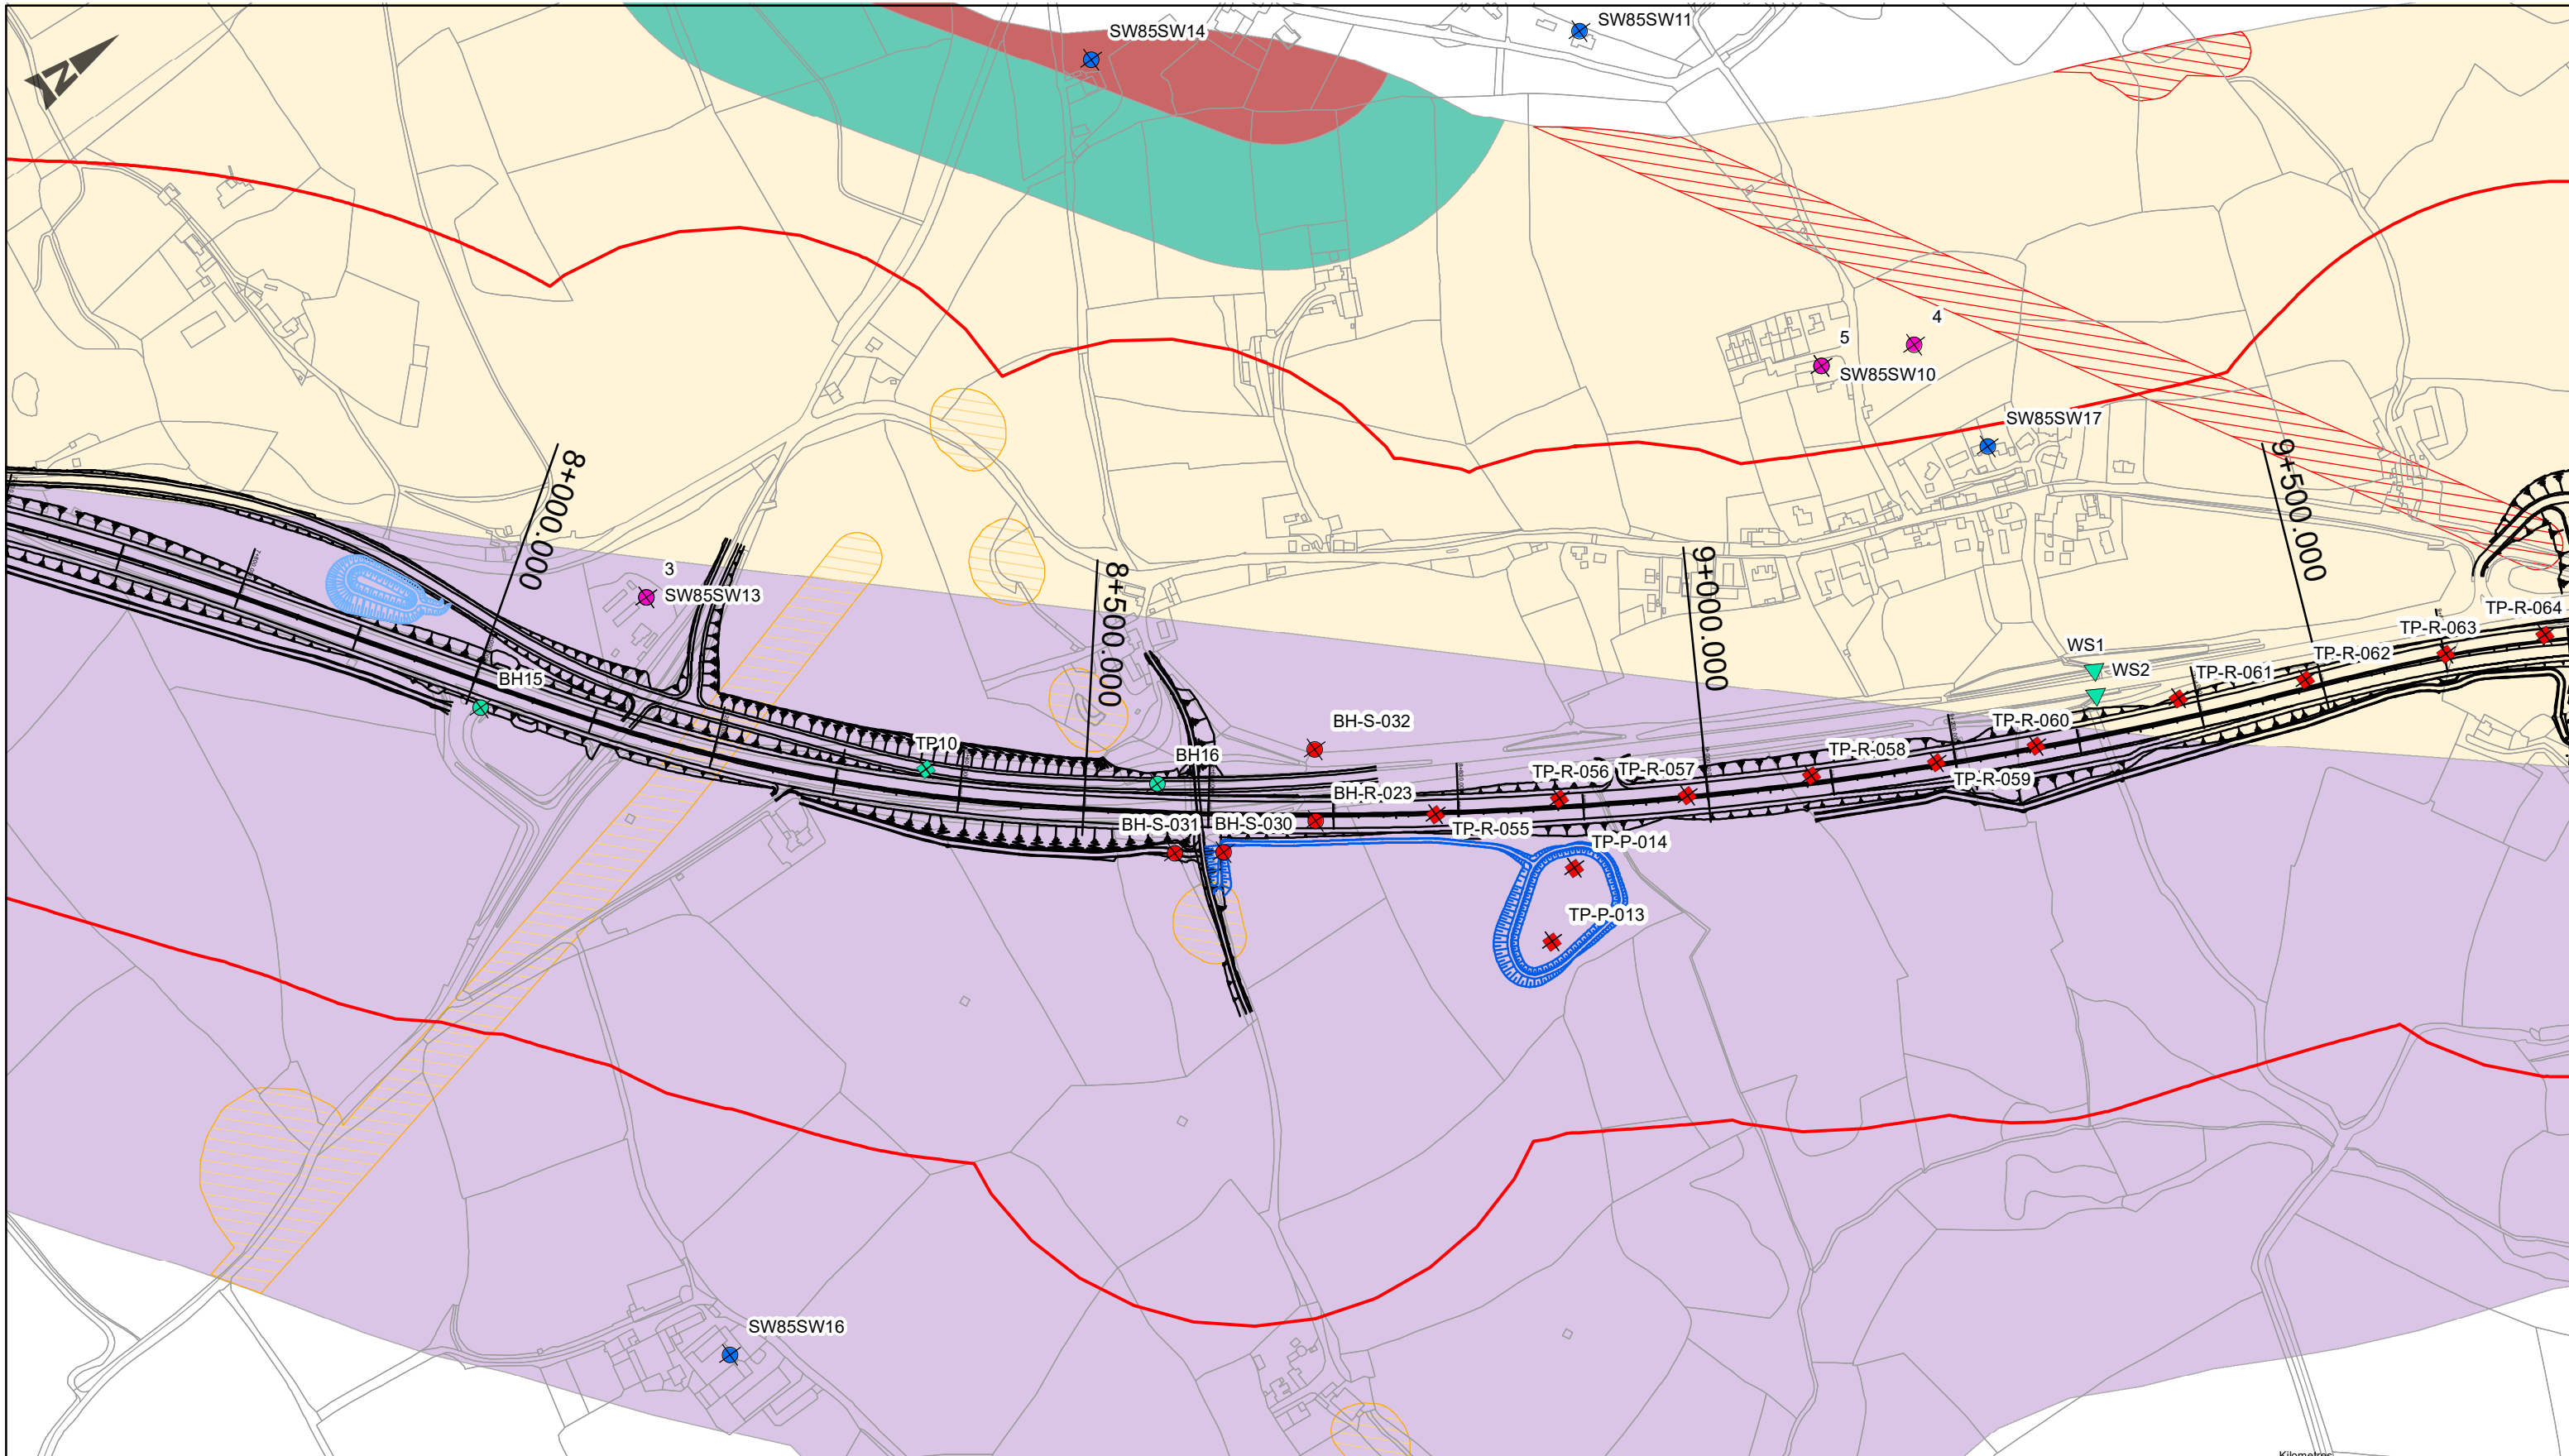 SW85SW11
SW85SW14
N
4
5
SW85SW10
SW85SW17
8+000.000
9+500.000
3
SW85SW13
8+500.000
9+000.000
TP-R-064
TP-R-063
WS1
TP-R-062
WS2
TP-R-061
BH15
BH-S-032
TP-R-060
TP10
BH16
TP-R-058
TP-R-056
TP-R-057
TP-R-059
BH-R-023
BH-S-031
BH-S-030
TP-R-055
TP-P-014
TP-P-013
SW85SW16
Kilometres